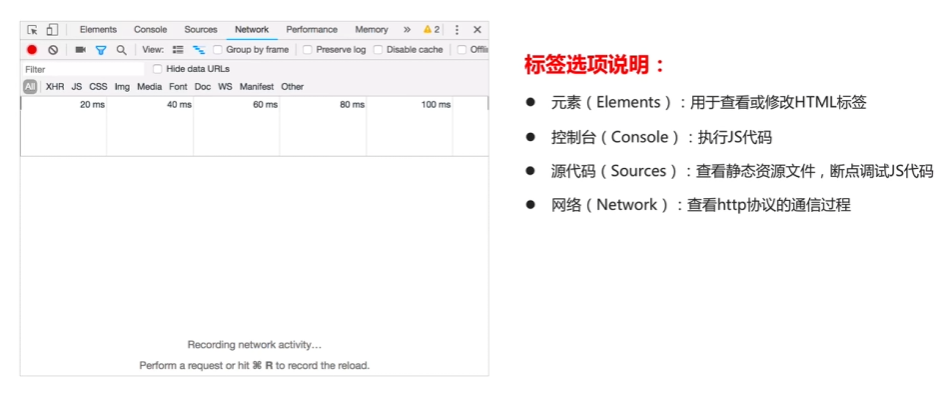 Elements Console Sources Network Performance Memory » 2
View: Group by frame Preserve log Disable cache Offlin
Filter Hide data URLs
All XHR JS CSS Img Media Font Doc WS Manifest Other
20 ms 40 ms 60 ms 80 ms 100 ms
Recording network activity…
Perform a request or hit ⌘ R to record the reload.
标签选项说明：
● 元素（Elements）：用于查看或修改HTML标签
● 控制台（Console）：执行JS代码
● 源代码（Sources）：查看静态资源文件，断点调试JS代码
● 网络（Network）：查看http协议的通信过程